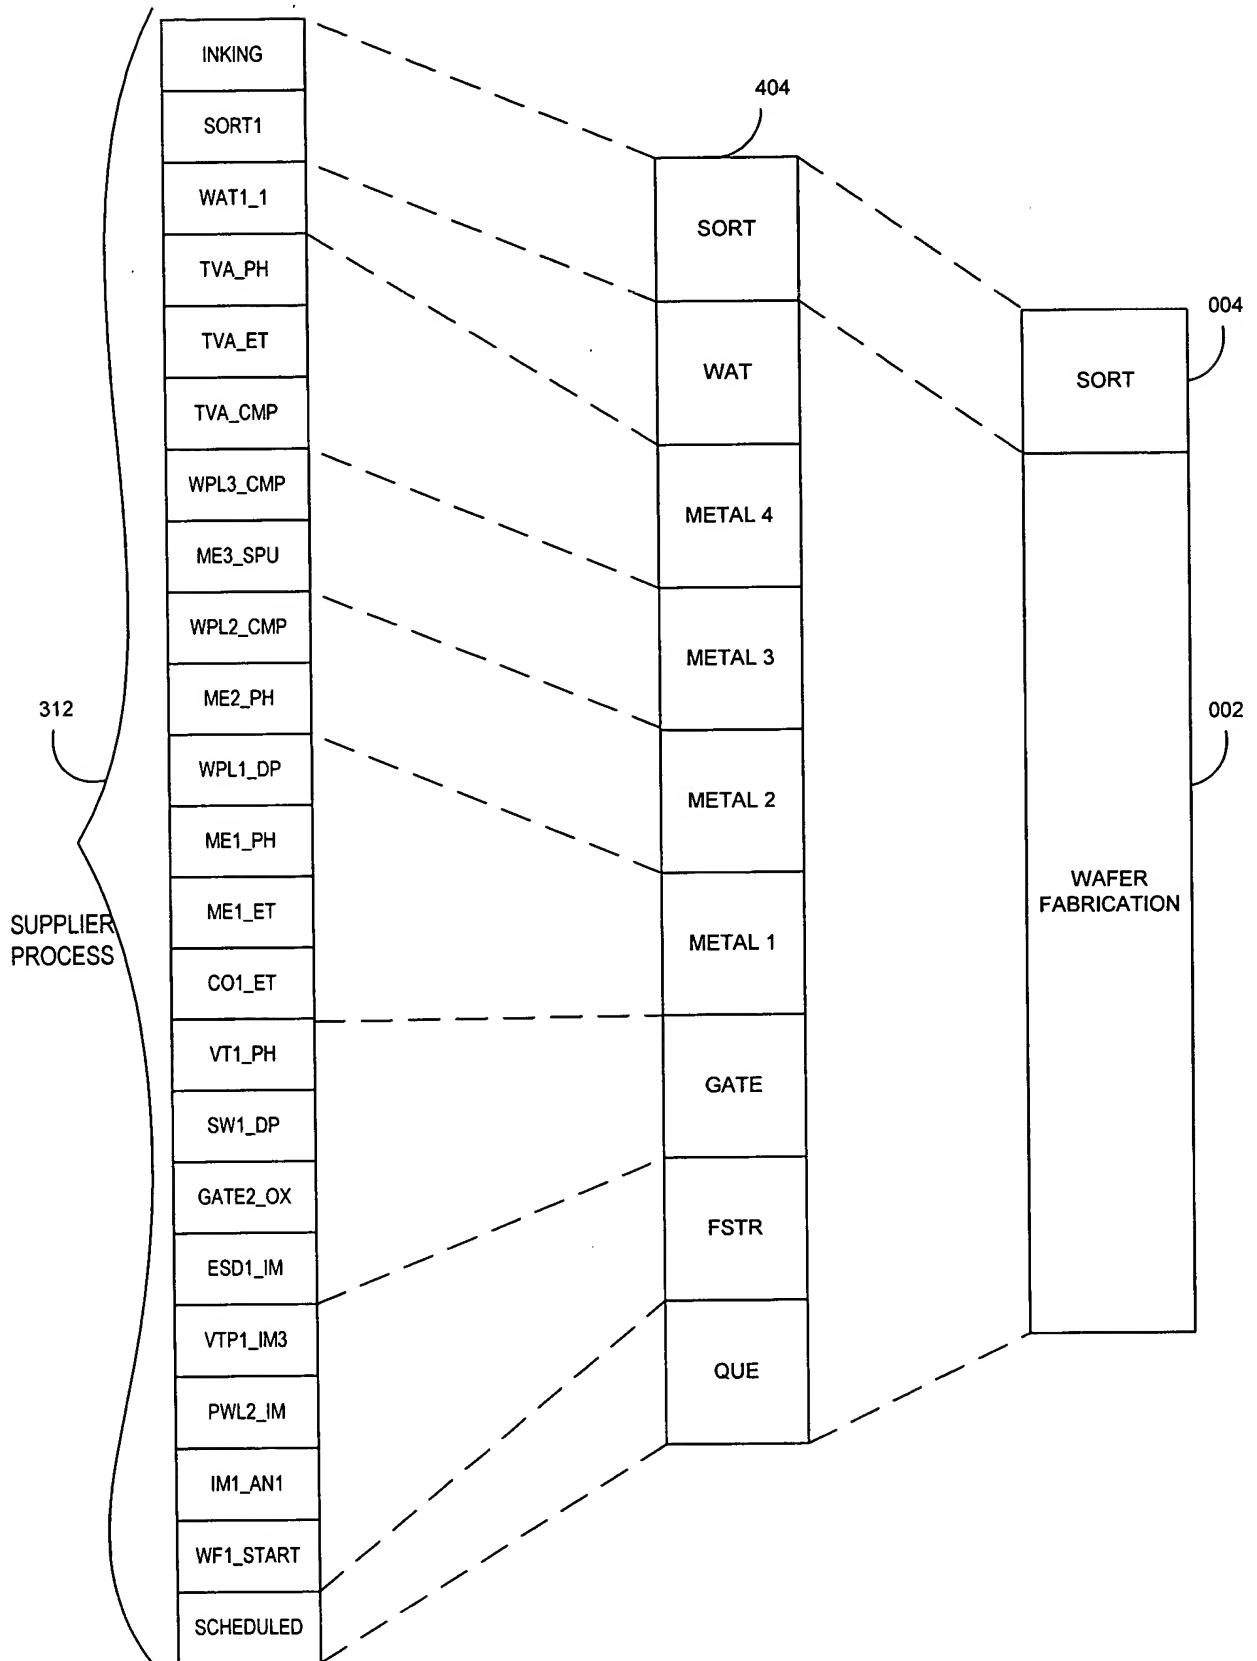 INKING
SORT1
WAT1_1
TVA_PH
TVA_ET
TVA_CMP
WPL3_CMP
ME3_SPU
WPL2_CMP
ME2_PH
WPL1_DP
ME1_PH
ME1_ET
CO1_ET
VT1_PH
SW1_DP
GATE2_OX
ESD1_IM
VTP1_IM3
PWL2_IM
IM1_AN1
WF1_START
SCHEDULED
312
SUPPLIER
PROCESS
404
SORT
WAT
METAL 4
METAL 3
METAL 2
METAL 1
GATE
FSTR
QUE
004
SORT
002
WAFER
FABRICATION